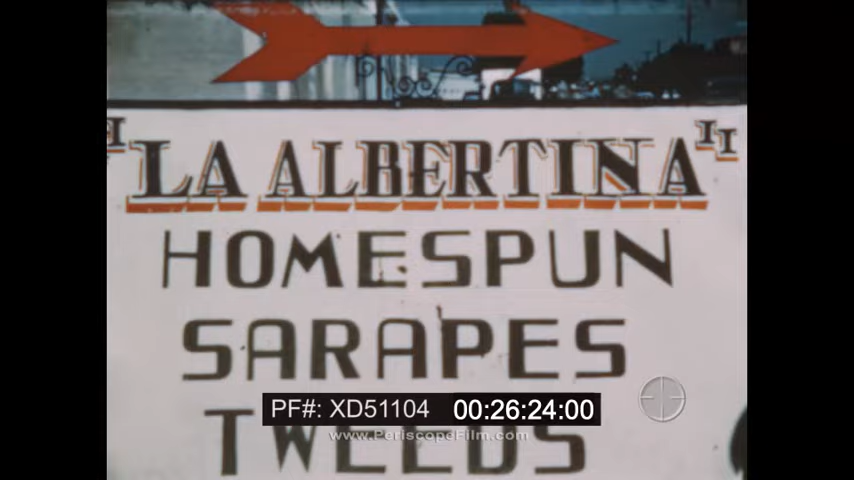 "LA ALBERTINA"
HOMESPUN
SARAPES
PF#: XD51104 00:26:24:00
www.PeriscopeFilm.com
TWEEDS